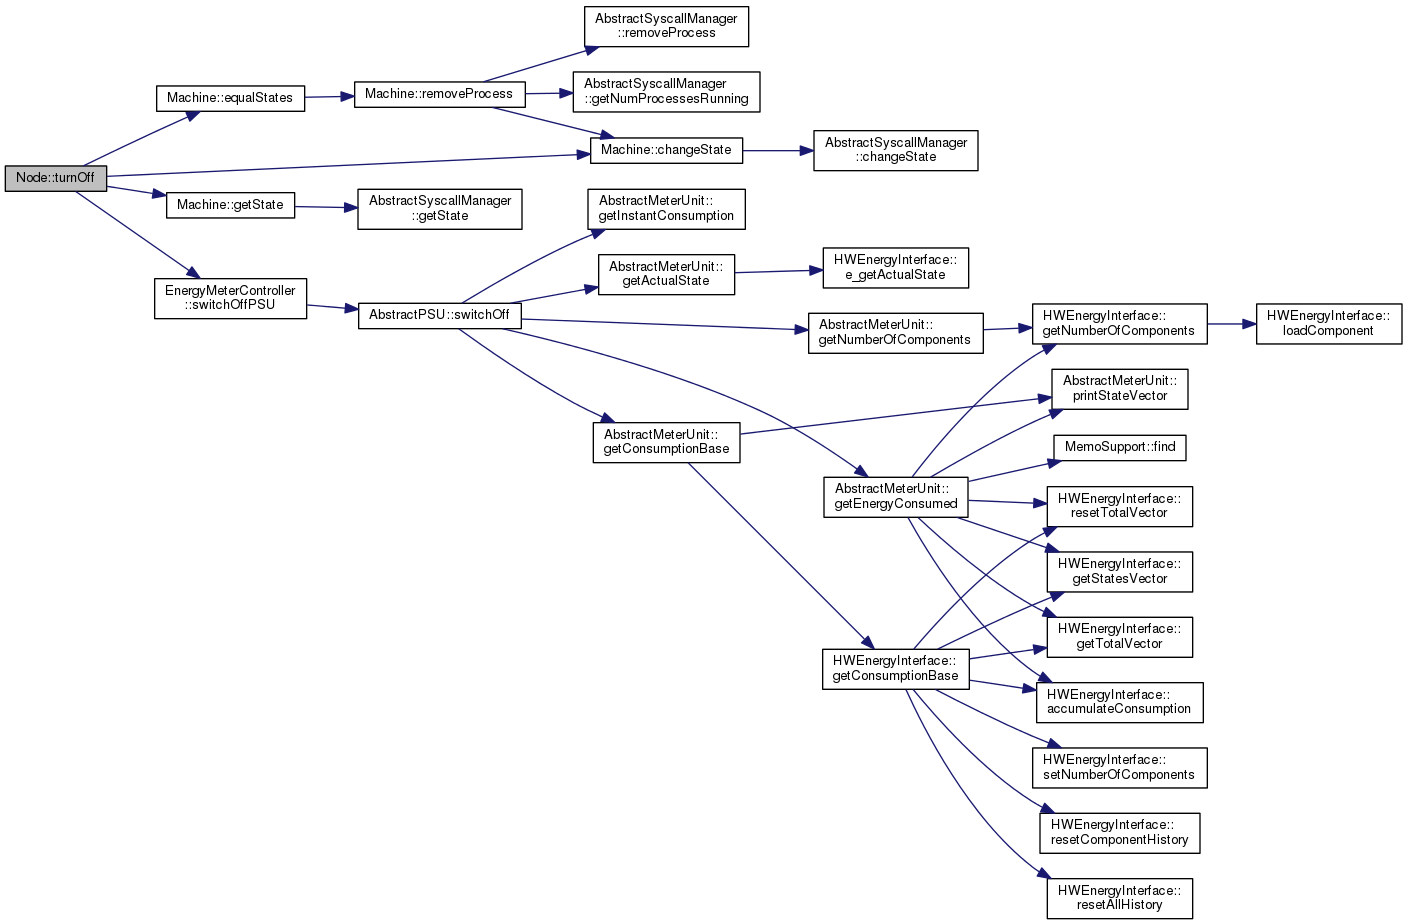 AbstractSyscallManager
::removeProcess
Machine::equalStates
Machine::removeProcess
AbstractSyscallManager
::getNumProcessesRunning
Machine::changeState
AbstractSyscallManager
::changeState
Node::turnOff
Machine::getState
AbstractSyscallManager
::getState
AbstractMeterUnit::
getInstantConsumption
EnergyMeterController
::switchOffPSU
AbstractPSU::switchOff
AbstractMeterUnit::
getActualState
HWEnergyInterface::
e_getActualState
AbstractMeterUnit::
getNumberOfComponents
HWEnergyInterface::
getNumberOfComponents
HWEnergyInterface::
loadComponent
AbstractMeterUnit::
printStateVector
AbstractMeterUnit::
getConsumptionBase
MemoSupport::find
AbstractMeterUnit::
getEnergyConsumed
HWEnergyInterface::
resetTotalVector
HWEnergyInterface::
getStatesVector
HWEnergyInterface::
getTotalVector
HWEnergyInterface::
getConsumptionBase
HWEnergyInterface::
accumulateConsumption
HWEnergyInterface::
setNumberOfComponents
HWEnergyInterface::
resetComponentHistory
HWEnergyInterface::
resetAllHistory